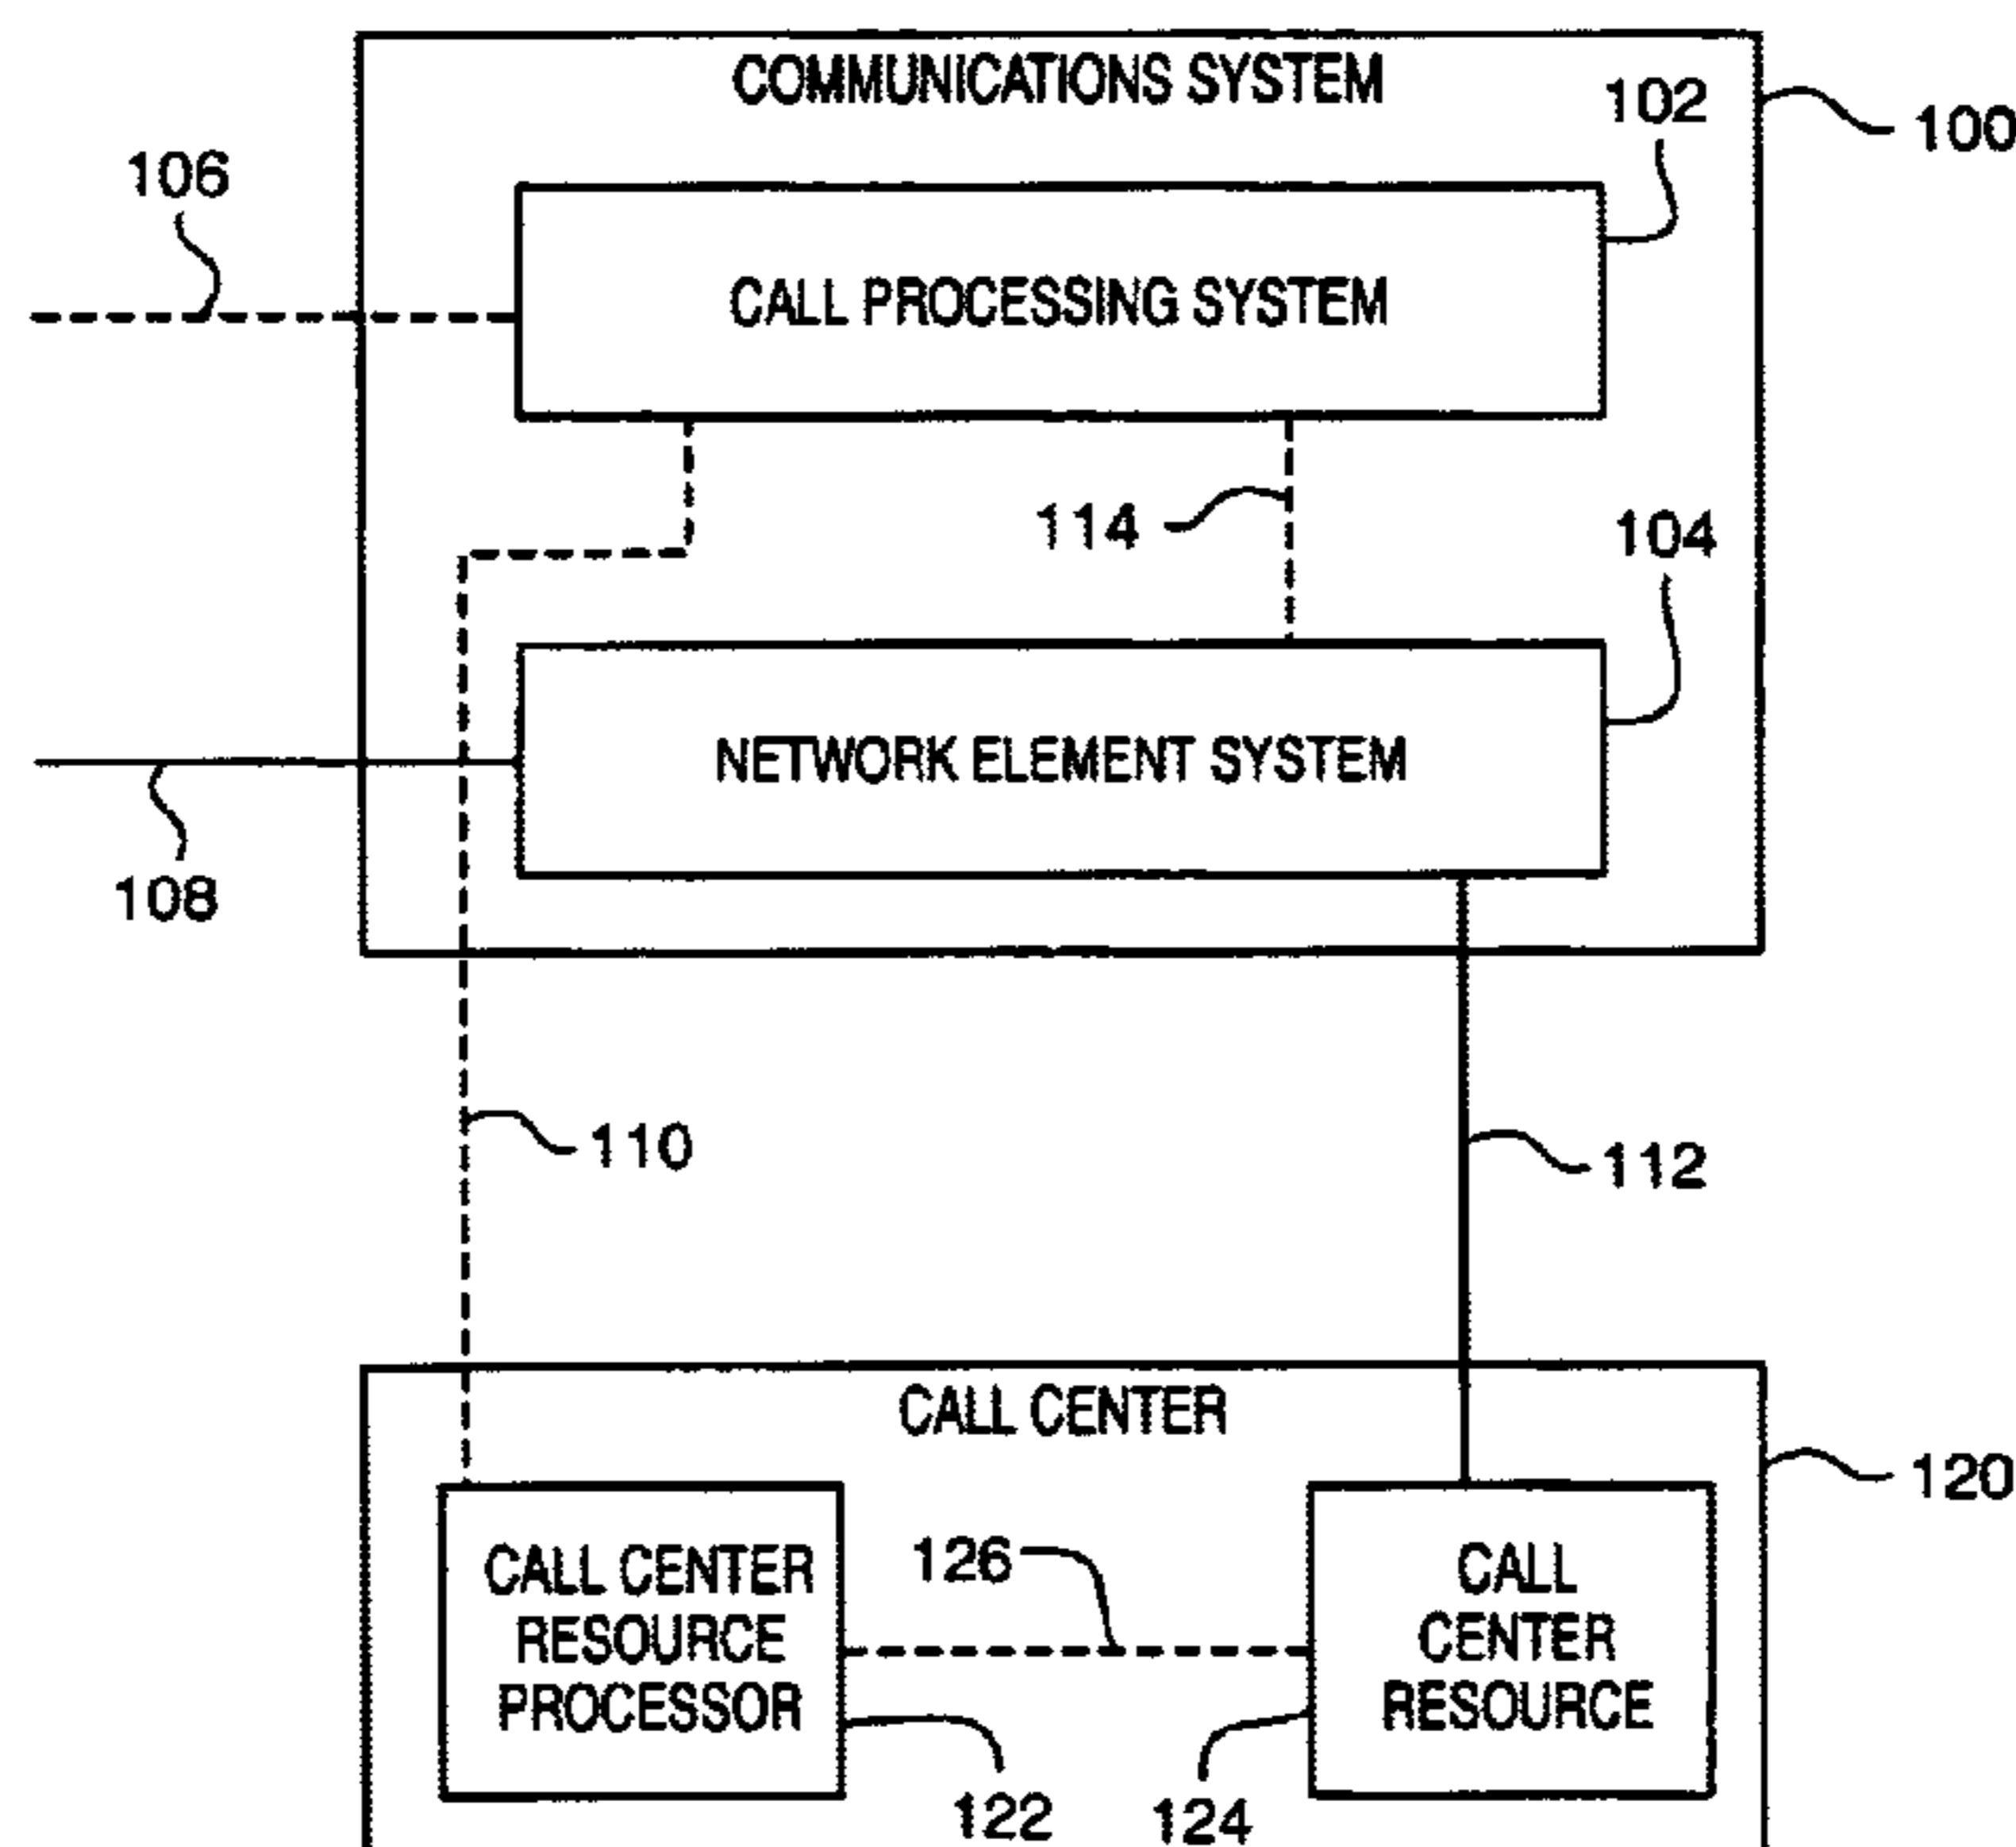 COMMUNICATIONS SYSTEM
102
100
106
CALL PROCESSING SYSTEM
114
104
NETWORK ELEMENT SYSTEM
108
110
112
CALL CENTER
120
CALL CENTER
RESOURCE
PROCESSOR
126
CALL
CENTER
RESOURCE
122
124